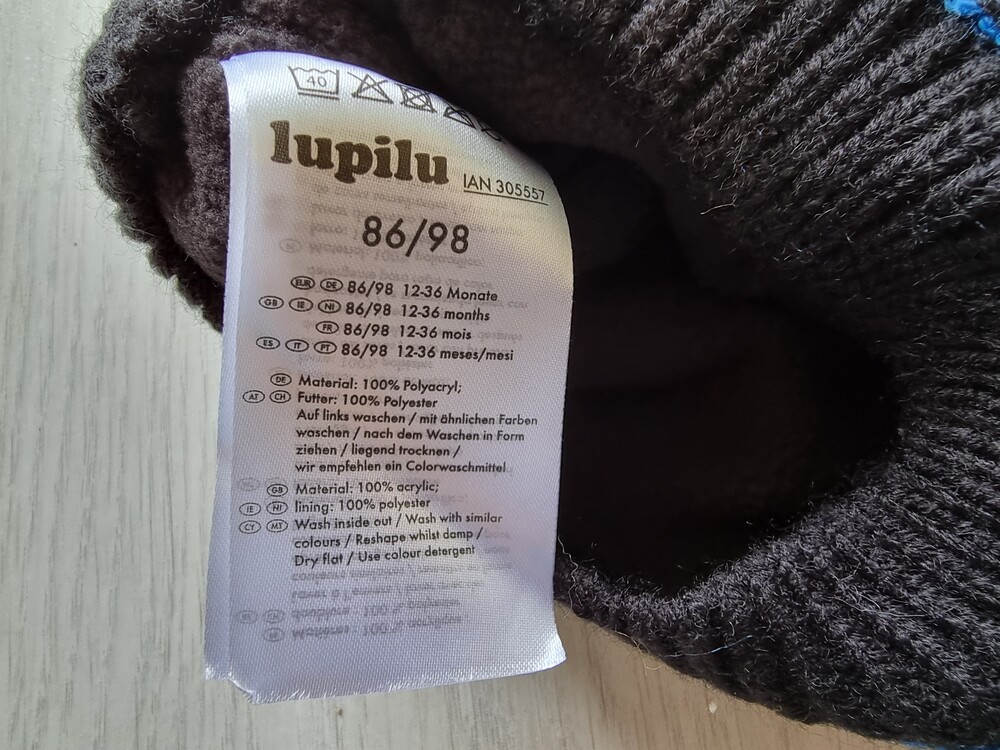 40
lupilu IAN 305557
86/98
EUR DE 86/98 12-36 Monate
GB IE NI 86/98 12-36 months
FR 86/98 12-36 mois
ES IT PT 86/98 12-36 meses/mesi
DE Material: 100% Polyacryl;
AT CH Futter: 100% Polyester
Auf links waschen / mit ähnlichen Farben
waschen / nach dem Waschen in Form
ziehen / liegend trocknen /
wir empfehlen ein Colorwaschmittel
GB Material: 100% acrylic;
IE NI lining: 100% polyester
CY MT Wash inside out / Wash with similar
colours / Reshape whilst damp /
Dry flat / Use colour detergent